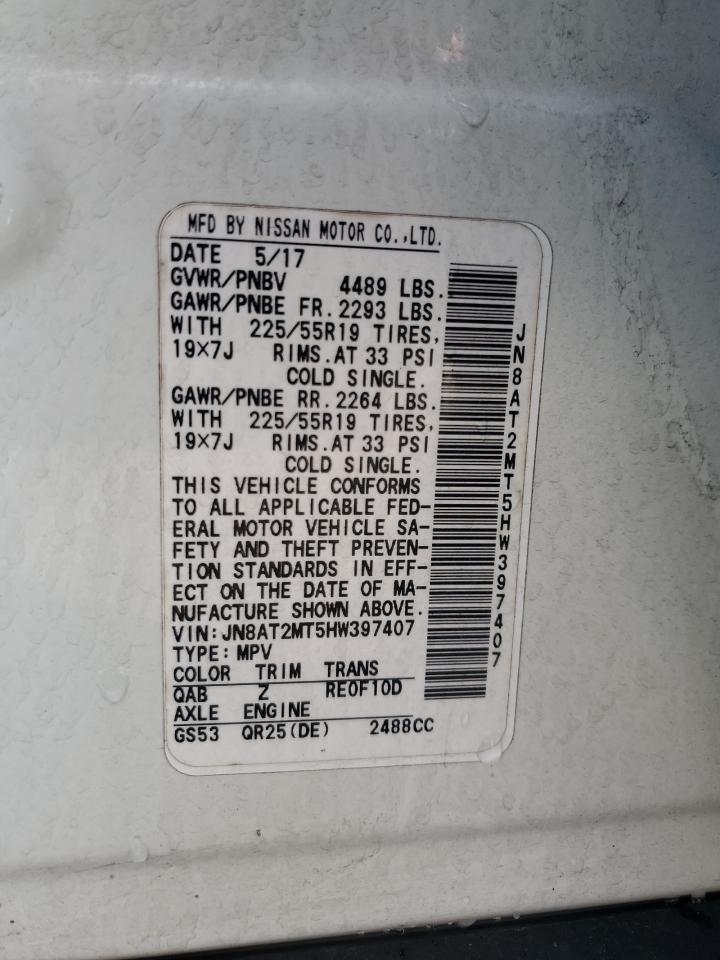 MFD BY NISSAN MOTOR CO.,LTD.
DATE 5/17
GVWR/PNBV 4489 LBS.
GAWR/PNBE FR.2293 LBS.
WITH 225/55R19 TIRES,
19×7J RIMS.AT 33 PSI
COLD SINGLE.
GAWR/PNBE RR.2264 LBS.
WITH 225/55R19 TIRES,
19×7J RIMS.AT 33 PSI
COLD SINGLE.
THIS VEHICLE CONFORMS
TO ALL APPLICABLE FED-
ERAL MOTOR VEHICLE SA-
FETY AND THEFT PREVEN-
TION STANDARDS IN EFF-
ECT ON THE DATE OF MA-
NUFACTURE SHOWN ABOVE.
VIN:JN8AT2MT5HW397407
TYPE:MPV
COLOR TRIM TRANS
QAB Z RE0F10D
AXLE ENGINE
GS53 QR25(DE) 2488CC
JN8AT2MT5HW397407